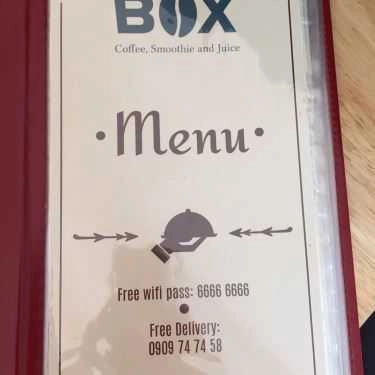 BOX
Coffee, Smoothie and Juice
Menu
Free wifi pass: 6666 6666
Free Delivery:
0909 74 74 58